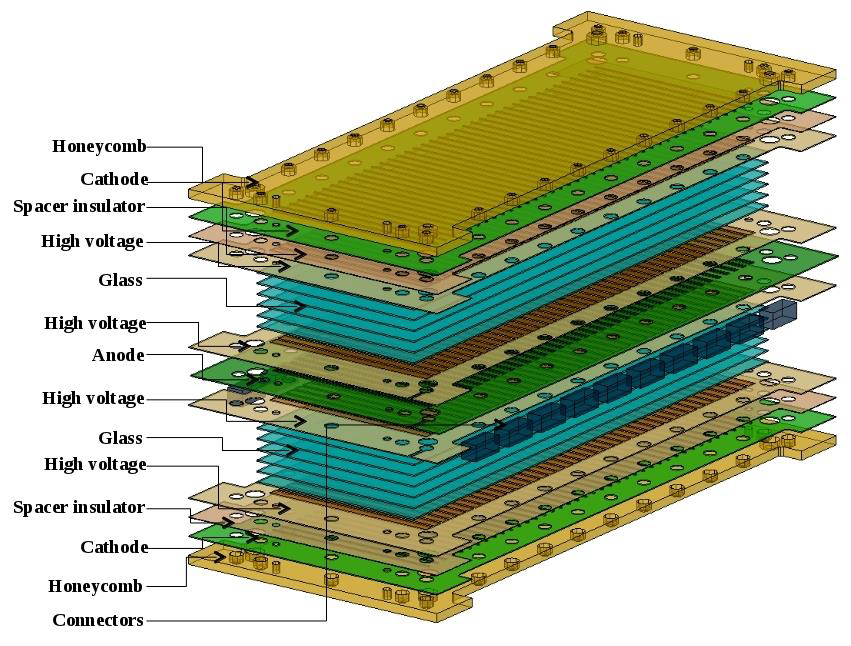 Honeycomb
Cathode
Spacer insulator
High voltage
Glass
High voltage
Anode
High voltage
Glass
High voltage
Spacer insulator
Cathode
Honeycomb
Connectors